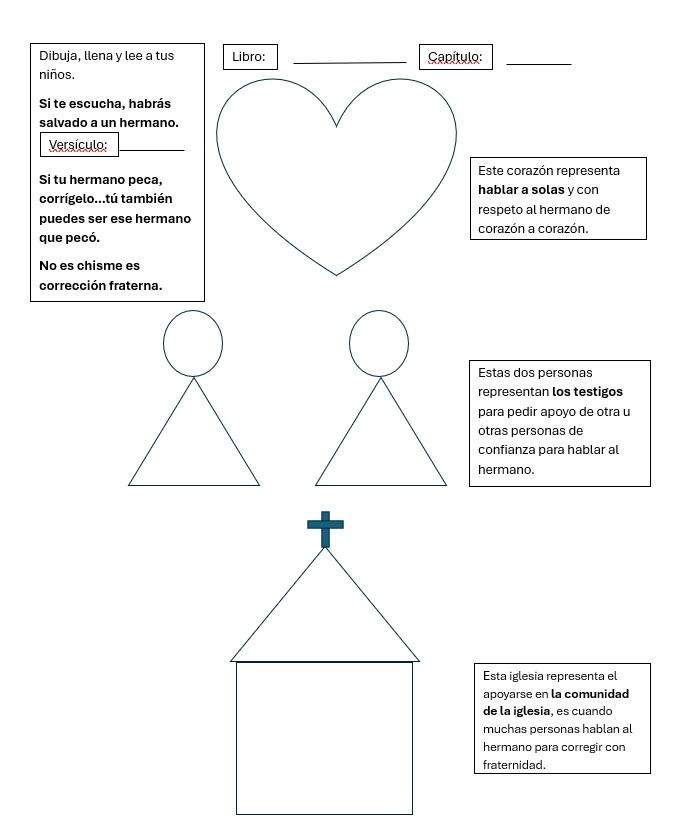 Dibuja, llena y lee a tus
niños.
Si te escucha, habrás
salvado a un hermano.
Versículo:
Si tu hermano peca,
corrígelo...tú también
puedes ser ese hermano
que pecó.
No es chisme es
corrección fraterna.
Libro:
Capítulo:
Este corazón representa
hablar a solas y con
respeto al hermano de
corazón a corazón.
Estas dos personas
representan los testigos
para pedir apoyo de otra u
otras personas de
confianza para hablar al
hermano.
Esta iglesia representa el
apoyarse en la comunidad
de la iglesia, es cuando
muchas personas hablan al
hermano para corregir con
fraternidad.